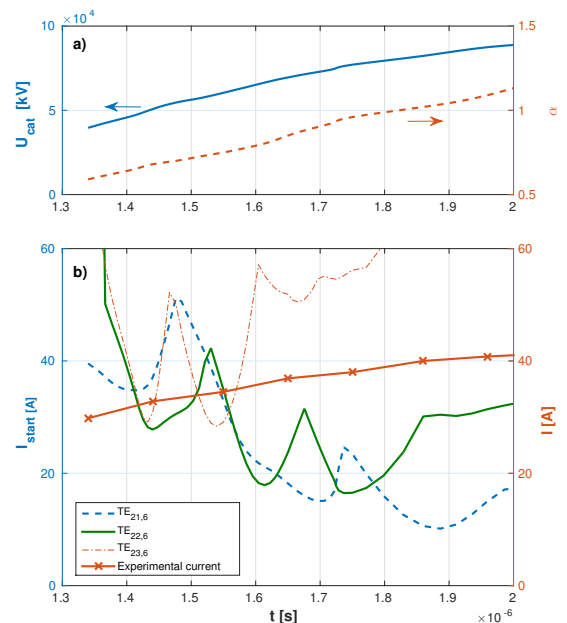 ×10⁴
a)
10
5
0
U_cat [kV]
1.5
1
0.5
α
1.3 1.4 1.5 1.6 1.7 1.8 1.9 2
b)
60
40
20
0
I_start [A]
60
40
20
0
I [A]
TE_21,6
TE_22,6
TE_23,6
Experimental current
1.3 1.4 1.5 1.6 1.7 1.8 1.9 2
t [s]
×10⁻⁶